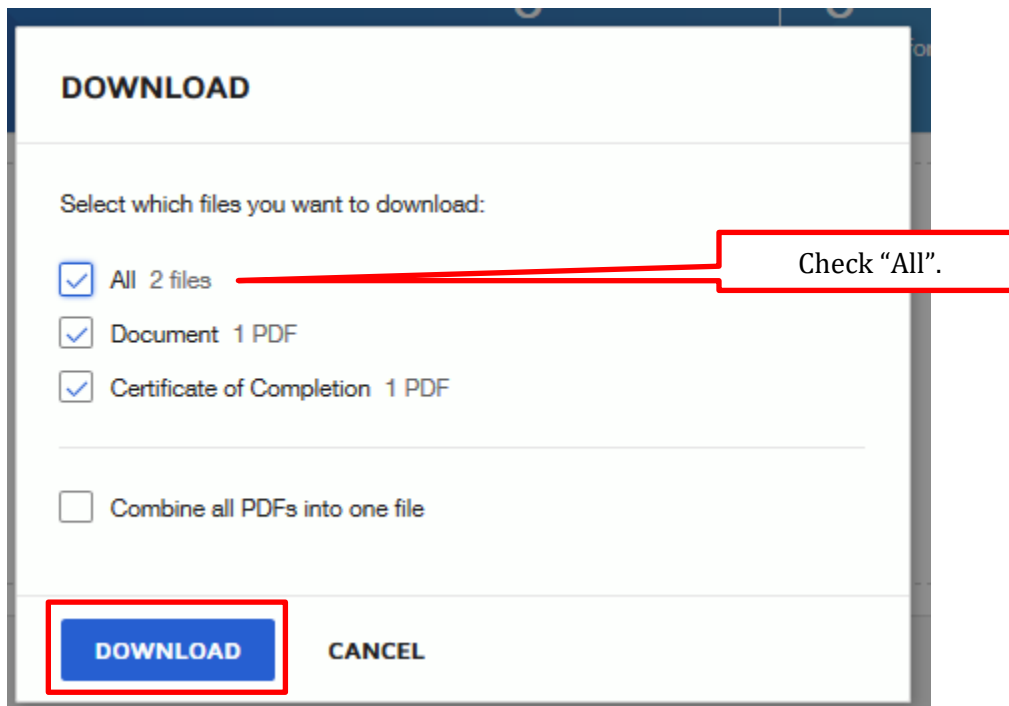 DOWNLOAD
Select which files you want to download:
All 2 files
Check “All”.
Document 1 PDF
Certificate of Completion 1 PDF
Combine all PDFs into one file
DOWNLOAD CANCEL